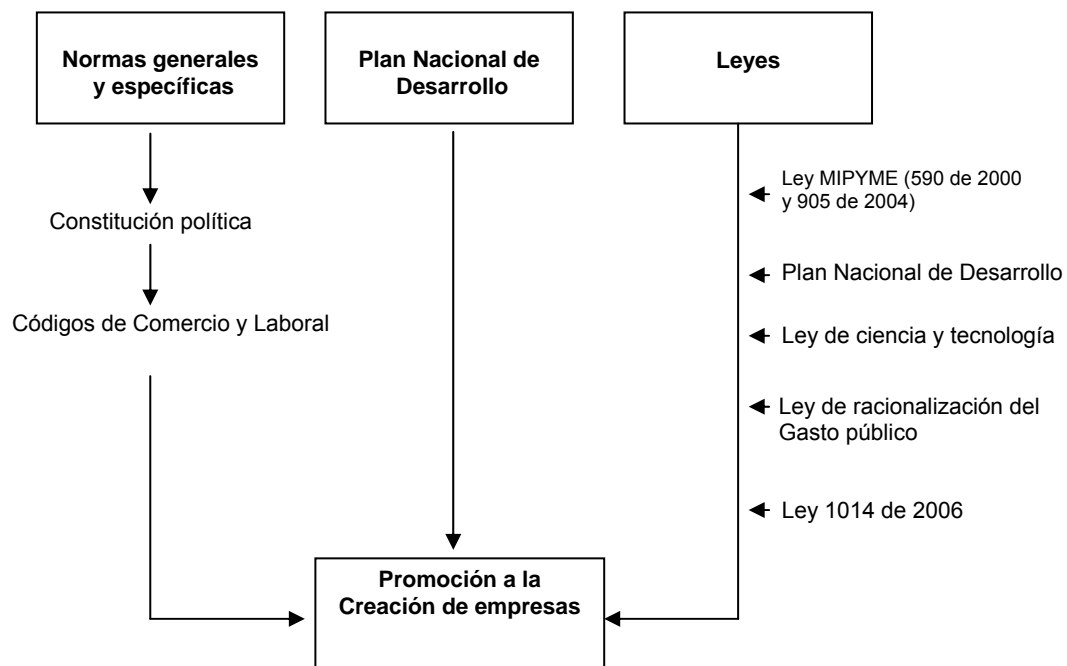 Normas generales
y específicas
Plan Nacional de
Desarrollo
Leyes
Constitución política
Códigos de Comercio y Laboral
Ley MIPYME (590 de 2000
y 905 de 2004)
Plan Nacional de Desarrollo
Ley de ciencia y tecnología
Ley de racionalización del
Gasto público
Ley 1014 de 2006
Promoción a la
Creación de empresas